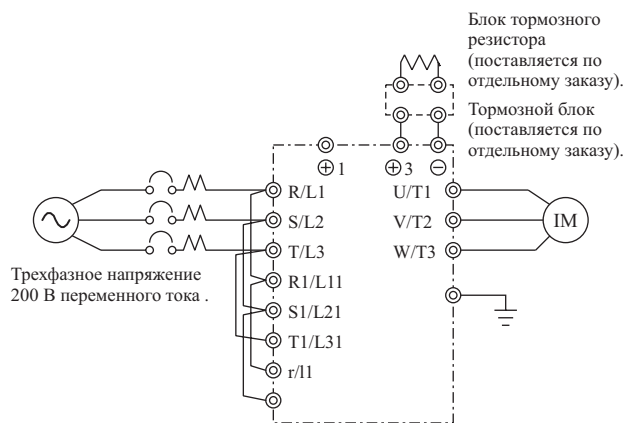 Блок тормозного
резистора
(поставляется по
отдельному заказу).
Тормозной блок
(поставляется по
отдельному заказу).
⊕1
⊕3
⊖
R/L1
U/T1
S/L2
V/T2
IM
T/L3
W/T3
Трехфазное напряжение
200 В переменного тока .
R1/L11
S1/L21
T1/L31
r/l1